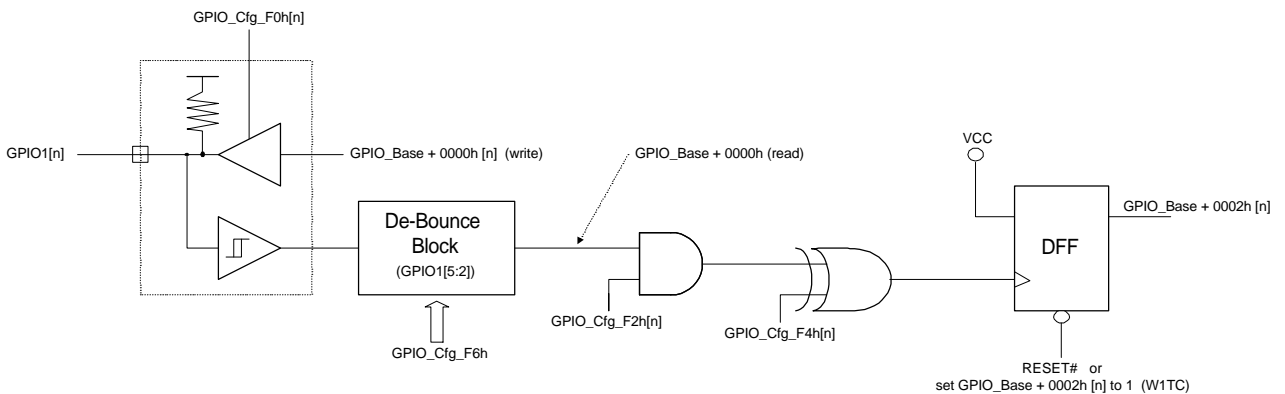 GPIO_Cfg_F0h[n]
GPIO1[n]
GPIO_Base + 0000h [n] (write)
GPIO_Base + 0000h (read)
VCC
GPIO_Base + 0002h [n]
De-Bounce
Block
(GPIO1[5:2])
DFF
GPIO_Cfg_F2h[n]
GPIO_Cfg_F4h[n]
GPIO_Cfg_F6h
RESET# or
set GPIO_Base + 0002h [n] to 1 (W1TC)